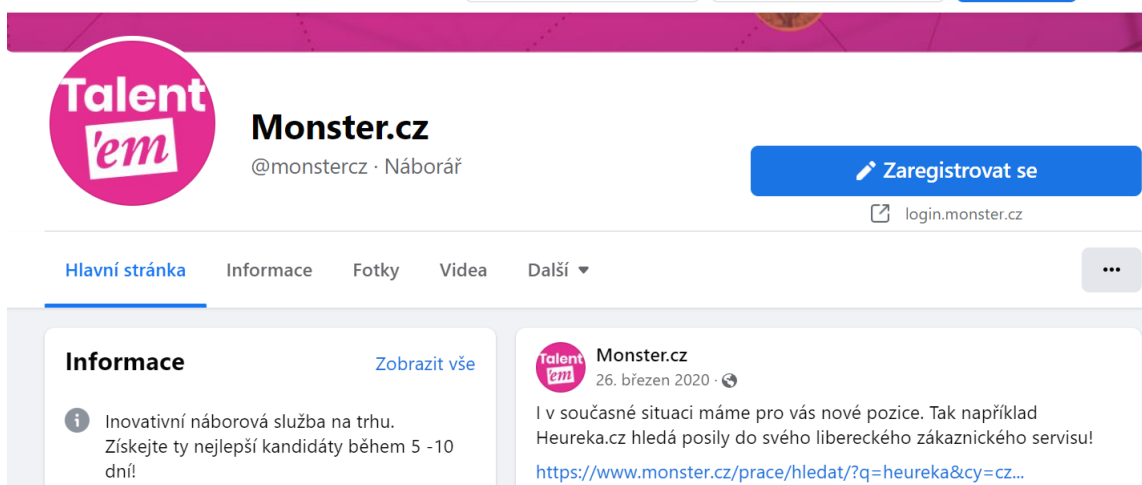 Talent
'em
Monster.cz
@monstercz · Náborář
Zaregistrovat se
login.monster.cz
Hlavní stránka
Informace
Fotky
Videa
Další
Informace
Zobrazit vše
Inovativní náborová služba na trhu.
Získejte ty nejlepší kandidáty během 5 -10
dní!
Talent
'em
Monster.cz
26. březen 2020 ·
I v současné situaci máme pro vás nové pozice. Tak například
Heureka.cz hledá posily do svého libereckého zákaznického servisu!
https://www.monster.cz/prace/hledat/?q=heureka&cy=cz...